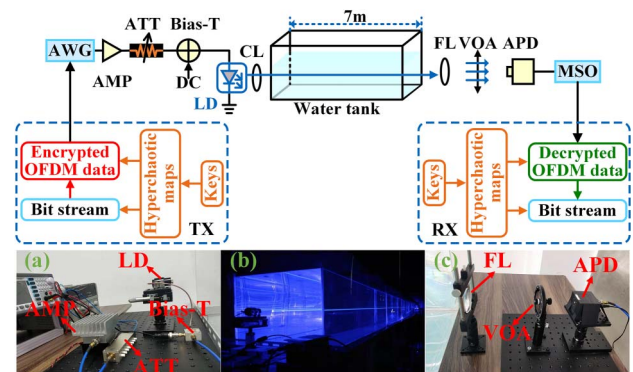 7m
ATT Bias-T
AWG
AMP
DC
LD
CL
Water tank
FL VOA APD
MSO
Encrypted
OFDM data
Bit stream
Hyperchaotic
maps
Keys
TX
Keys
Hyperchaotic
maps
RX
Decrypted
OFDM data
Bit stream
(a)
LD
AMP
Bias-T
ATT
(b)
(c)
FL
APD
VOA